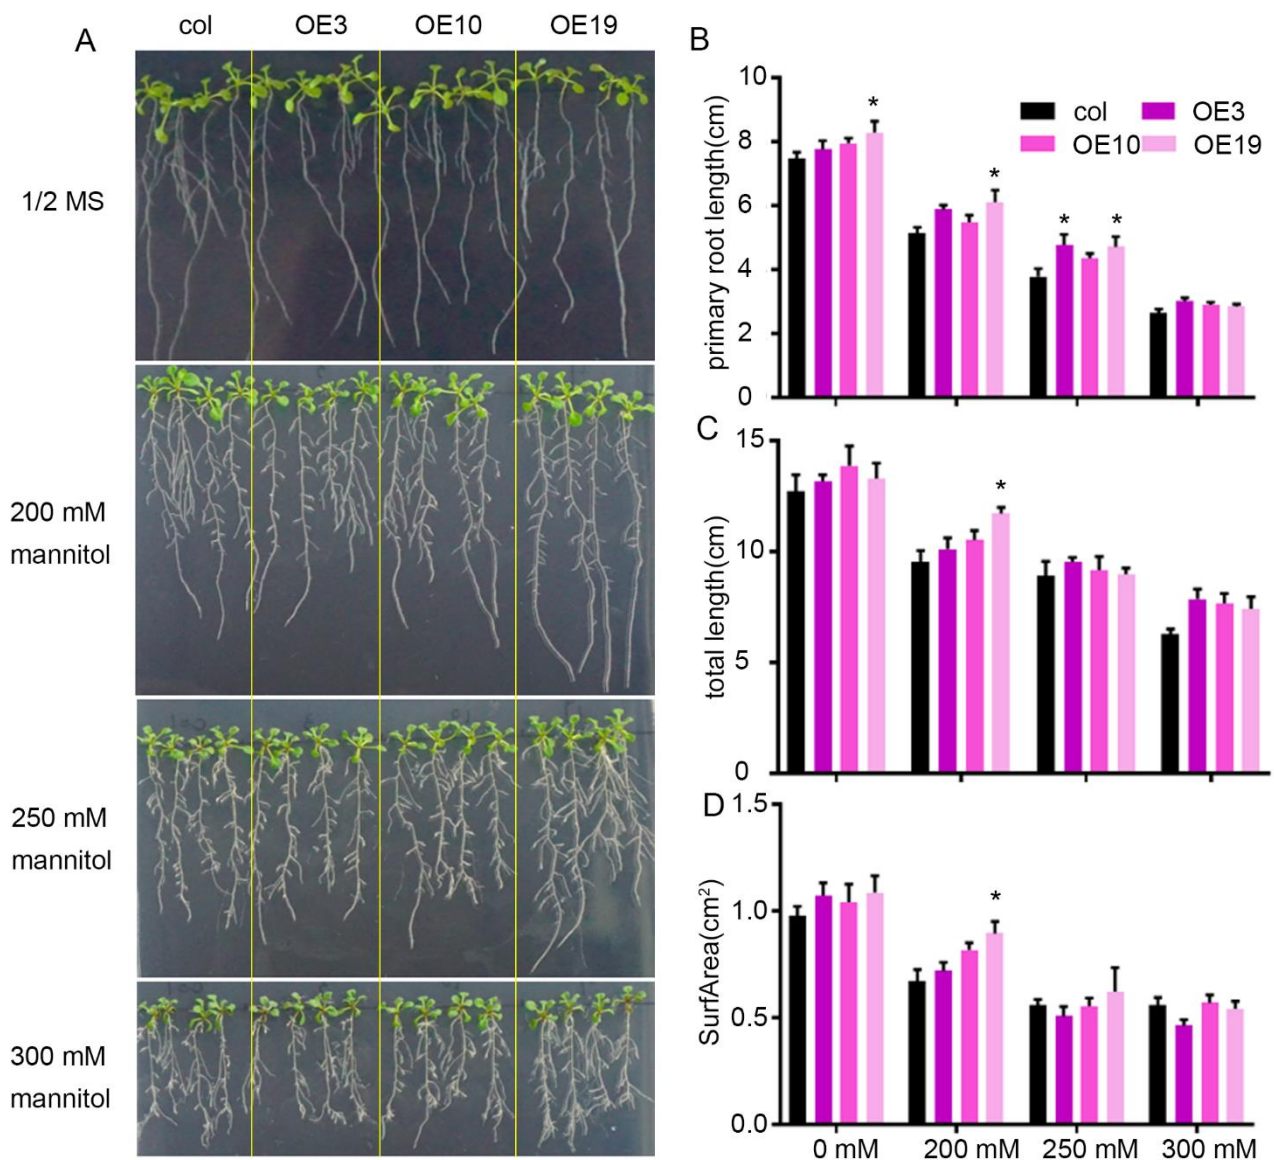 A
col OE3 OE10 OE19
1/2 MS
200 mM
mannitol
250 mM
mannitol
300 mM
mannitol
B
primary root length(cm)
10
8
6
4
2
0
col OE3
OE10 OE19
*
*
* *
C
total length(cm)
15
10
5
0
*
D
SurfArea(cm²)
1.5
1.0
0.5
0.0
*
0 mM 200 mM 250 mM 300 mM